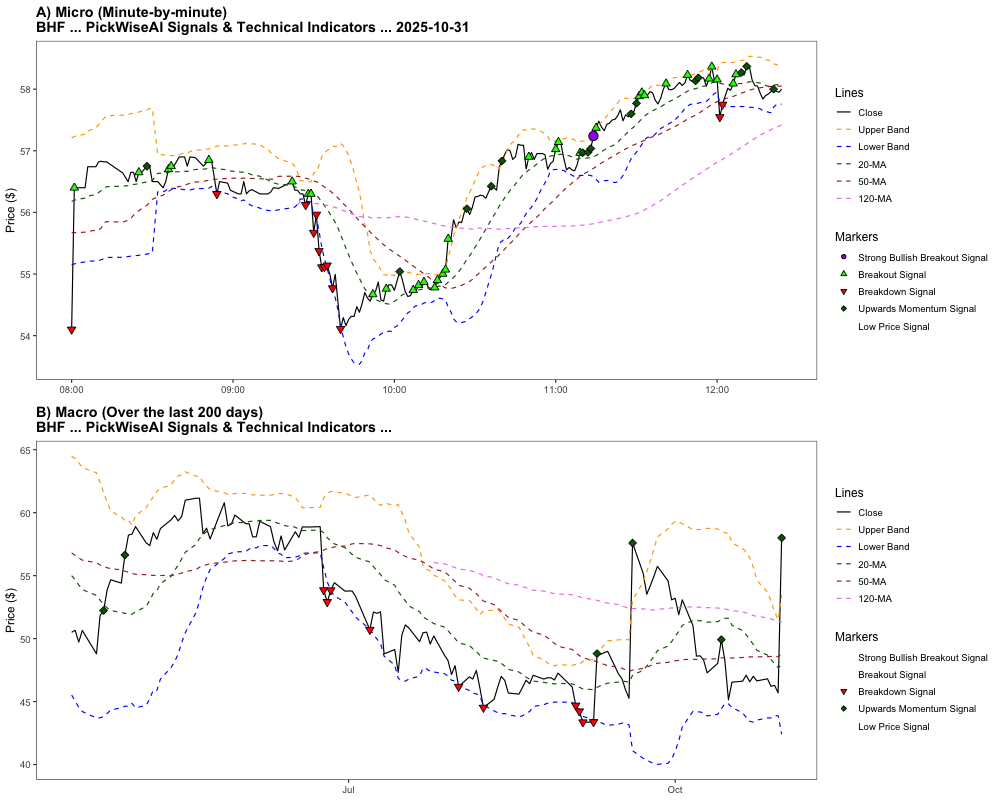 A) Micro (Minute-by-minute)
BHF ... PickWiseAI Signals & Technical Indicators ... 2025-10-31
Price ($)
58
57
56
55
54
08:00
09:00
10:00
11:00
12:00
Lines
Close
Upper Band
Lower Band
20-MA
50-MA
120-MA
Markers
Strong Bullish Breakout Signal
Breakout Signal
Breakdown Signal
Upwards Momentum Signal
Low Price Signal
B) Macro (Over the last 200 days)
BHF ... PickWiseAI Signals & Technical Indicators ...
Price ($)
65
60
55
50
45
40
Jul
Oct
Lines
Close
Upper Band
Lower Band
20-MA
50-MA
120-MA
Markers
Strong Bullish Breakout Signal
Breakout Signal
Breakdown Signal
Upwards Momentum Signal
Low Price Signal